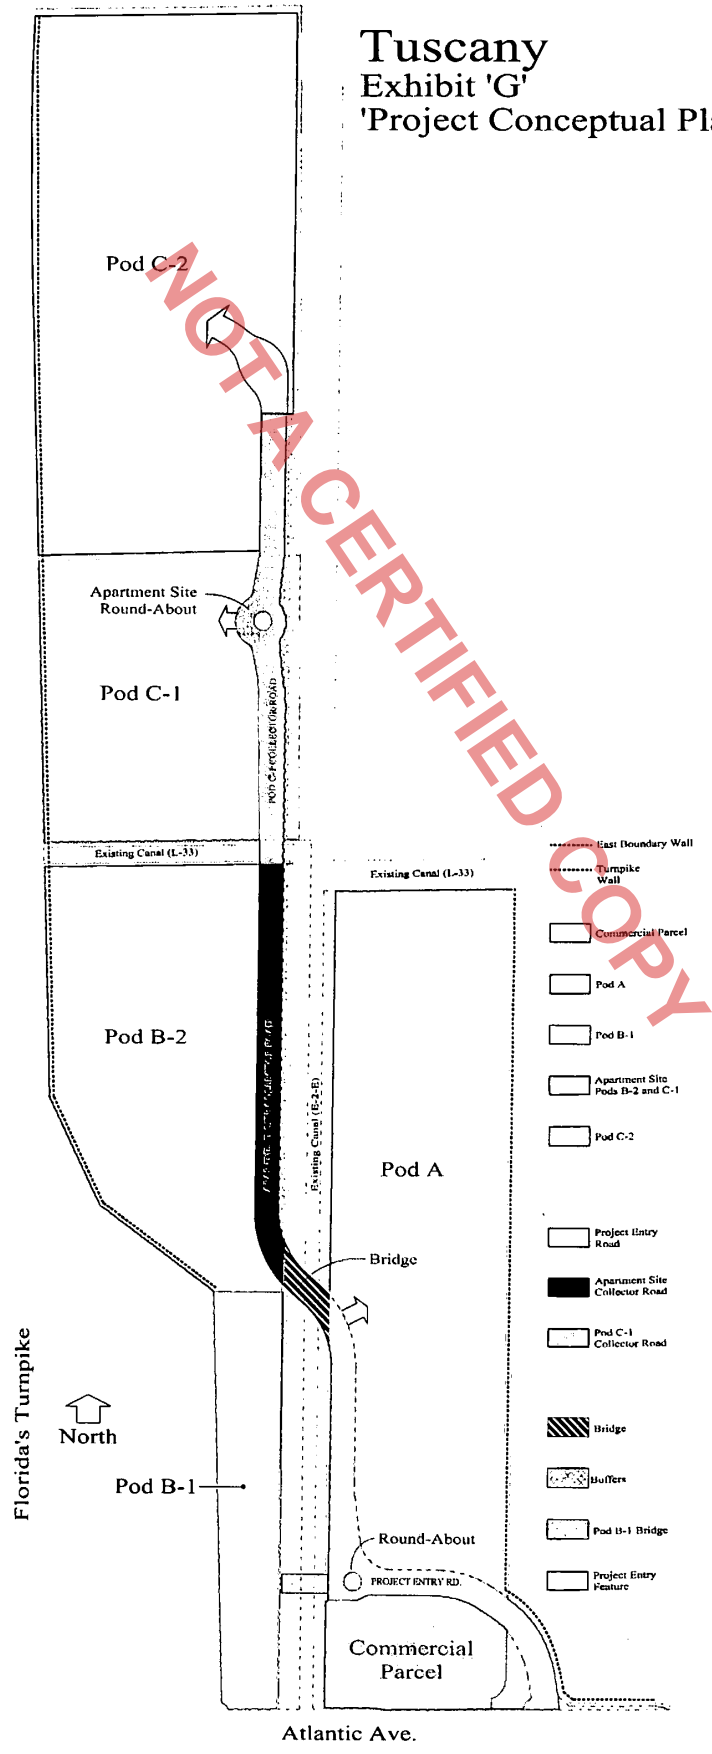 Tuscany
Exhibit 'G'
'Project Conceptual Pla
Pod C-2
NOT A CERTIFIED COPY
Apartment Site
Round-About
Pod C-1
POD C-1 COLLECTOR ROAD
Existing Canal (L-33)
Existing Canal (L-33)
East Boundary Wall
Turnpike
Wall
Commercial Parcel
Pod A
Pod B-1
Apartment Site
Pods B-2 and C-1
Pod C-2
Pod B-2
Existing Canal (E-2-E)
Pod A
Bridge
Project Entry
Road
Apartment Site
Collector Road
Pod C-1
Collector Road
Bridge
Buffers
Pod B-1 Bridge
Project Entry
Feature
Florida's Turnpike
North
Pod B-1
Round-About
PROJECT ENTRY RD.
Commercial
Parcel
Atlantic Ave.